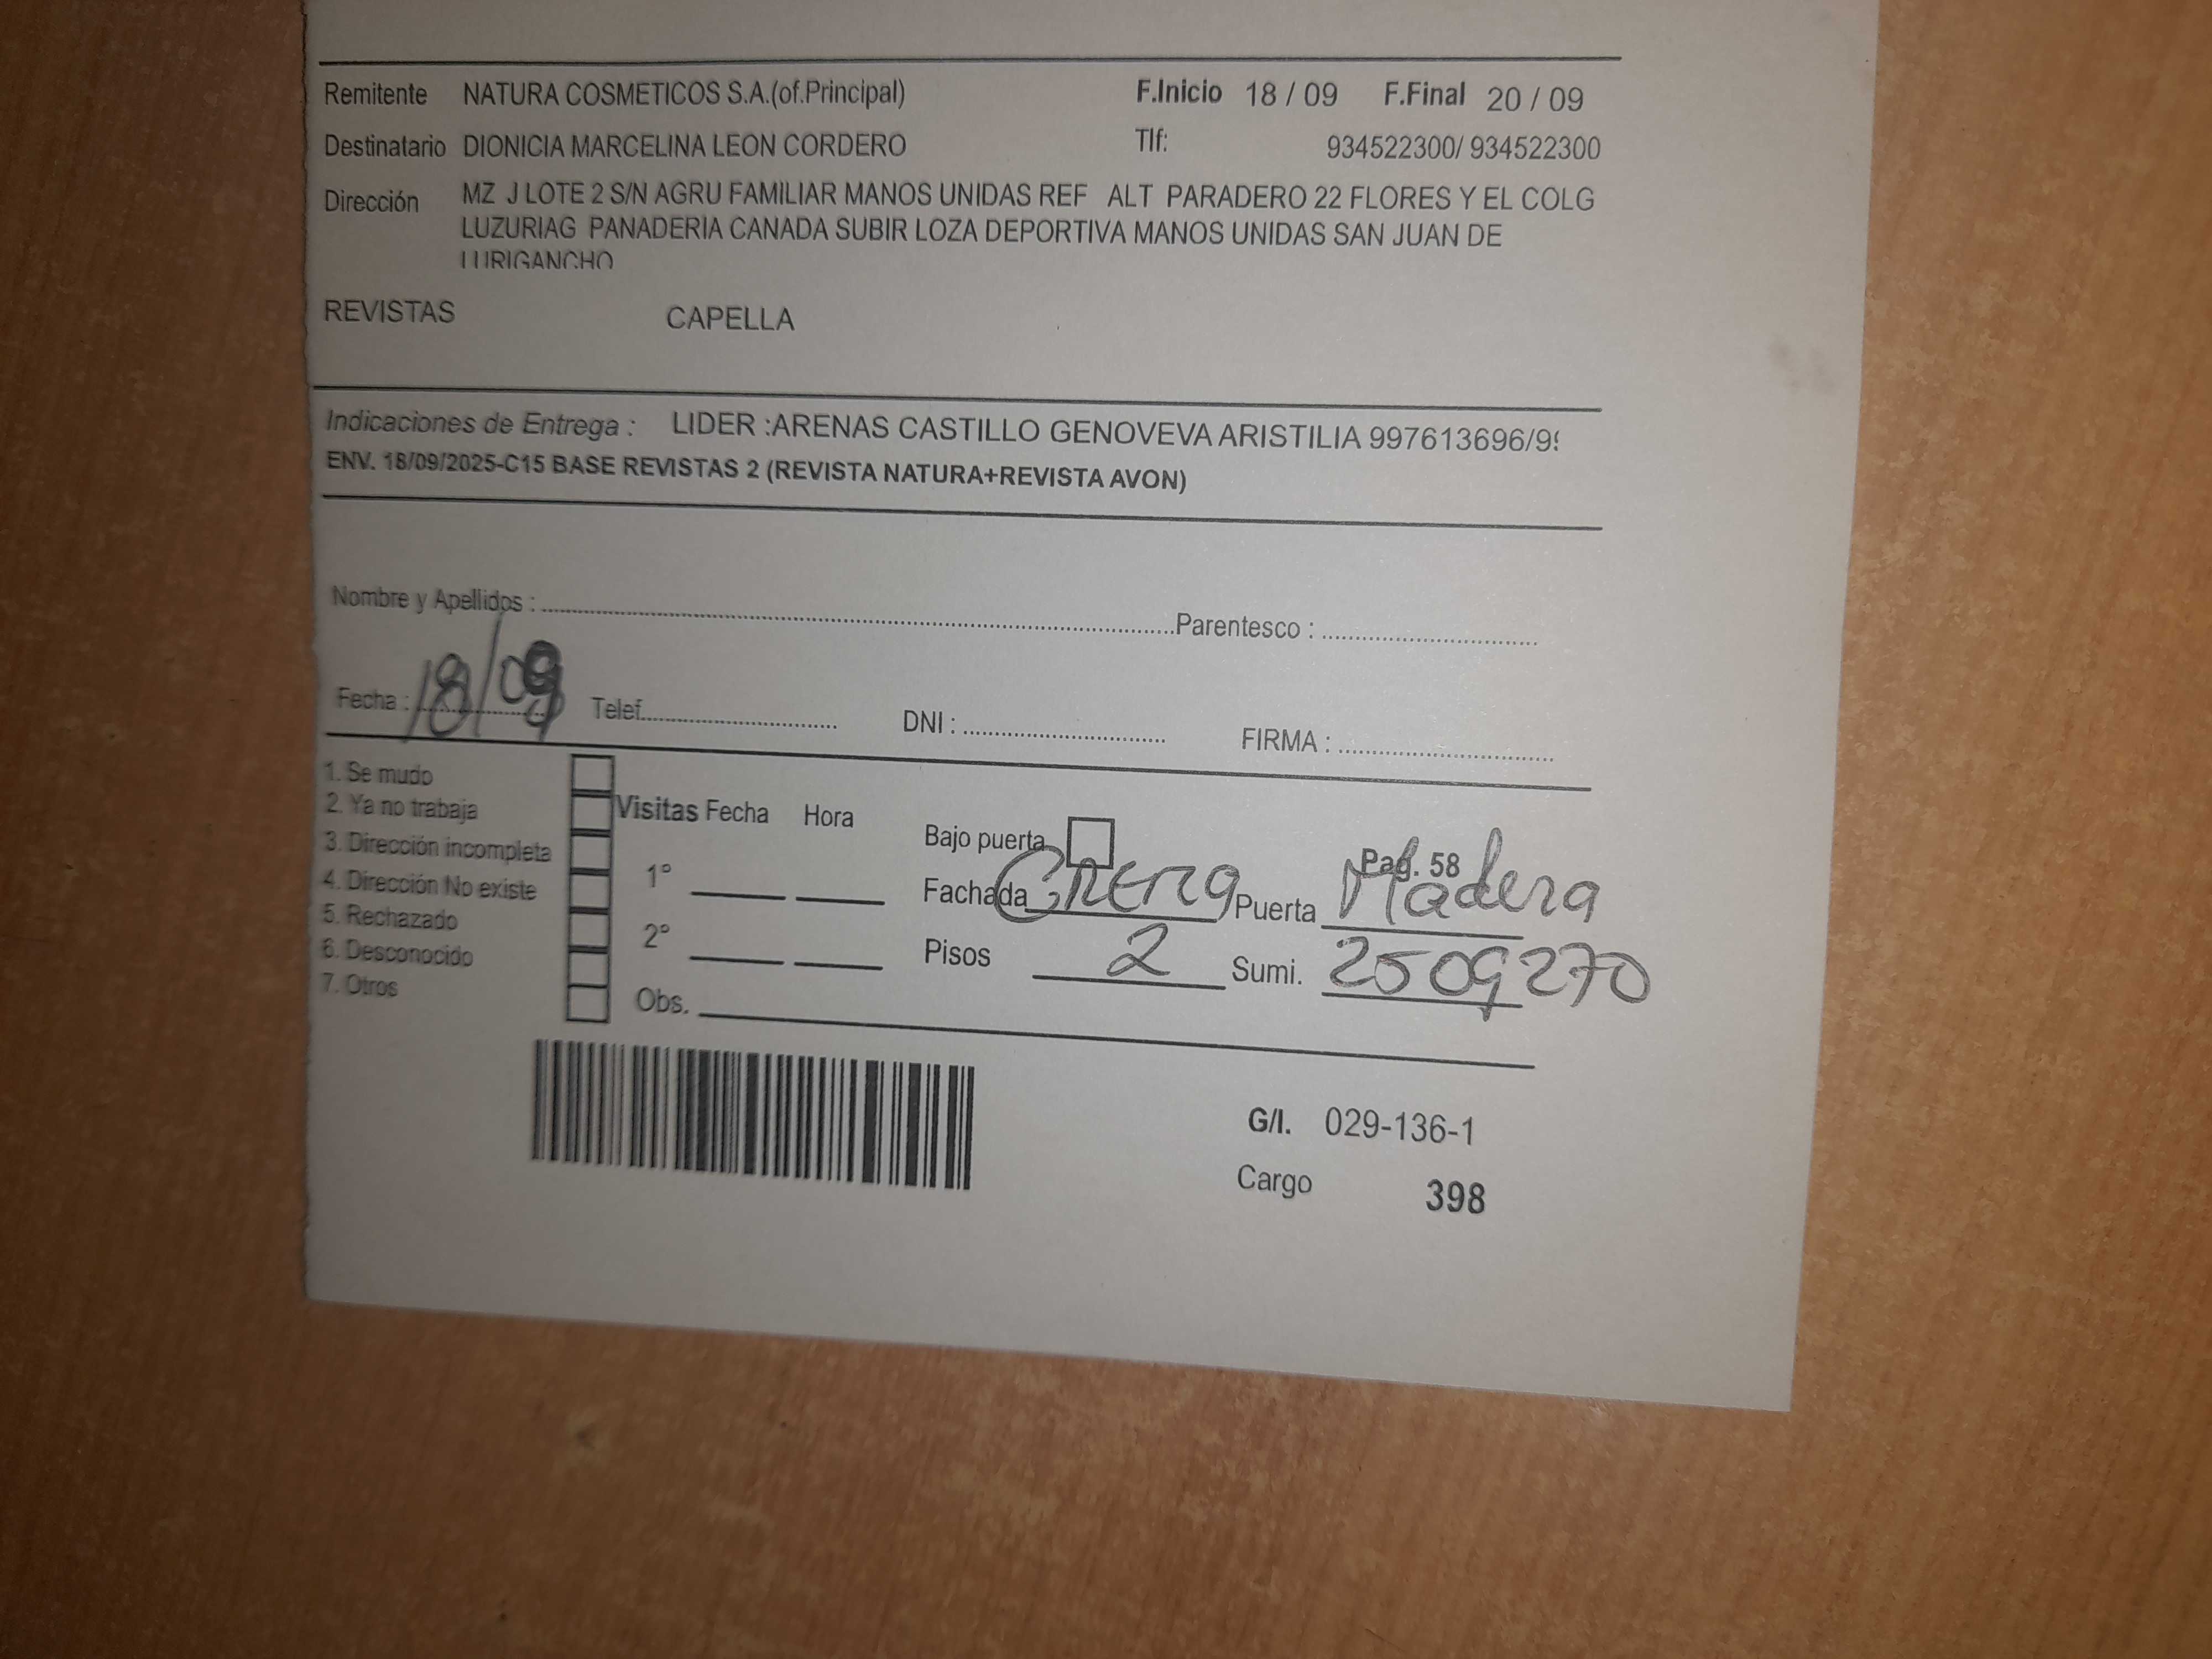 Remitente NATURA COSMETICOS S.A.(of.Principal) F.Inicio 18 / 09 F.Final 20 / 09
Destinatario DIONICIA MARCELINA LEON CORDERO Tlf: 934522300/ 934522300
Dirección MZ J LOTE 2 S/N AGRU FAMILIAR MANOS UNIDAS REF ALT PARADERO 22 FLORES Y EL COLG
LUZURIAG PANADERIA CANADA SUBIR LOZA DEPORTIVA MANOS UNIDAS SAN JUAN DE
LURIGANCHO
REVISTAS CAPELLA
Indicaciones de Entrega : LIDER :ARENAS CASTILLO GENOVEVA ARISTILIA 997613696/9
ENV. 18/09/2025-C15 BASE REVISTAS 2 (REVISTA NATURA+REVISTA AVON)
Nombre y Apellidos : Parentesco :
Fecha : 18/09 Telef. DNI : FIRMA :
1. Se mudo
2. Ya no trabaja Visitas Fecha Hora
3. Dirección incompleta Bajo puerta Pag. 58
4. Dirección No existe 1° Fachada Crema Puerta Madera
5. Rechazado
6. Desconocido 2° Pisos 2 Sumi. 2509270
7. Otros Obs.
G/I. 029-136-1
Cargo 398